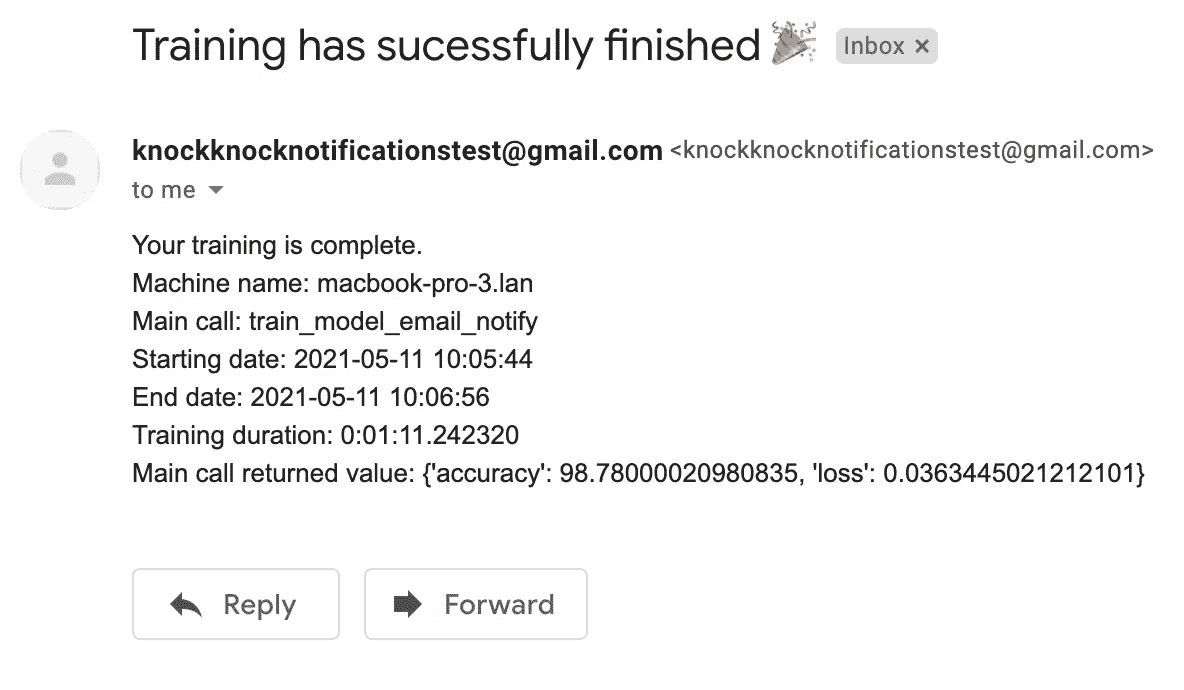 Training has sucessfully finished 🎉 Inbox ×
knockknocknotificationstest@gmail.com <knockknocknotificationstest@gmail.com>
to me
Your training is complete.
Machine name: macbook-pro-3.lan
Main call: train_model_email_notify
Starting date: 2021-05-11 10:05:44
End date: 2021-05-11 10:06:56
Training duration: 0:01:11.242320
Main call returned value: {'accuracy': 98.78000020980835, 'loss': 0.0363445021212101}
Reply Forward